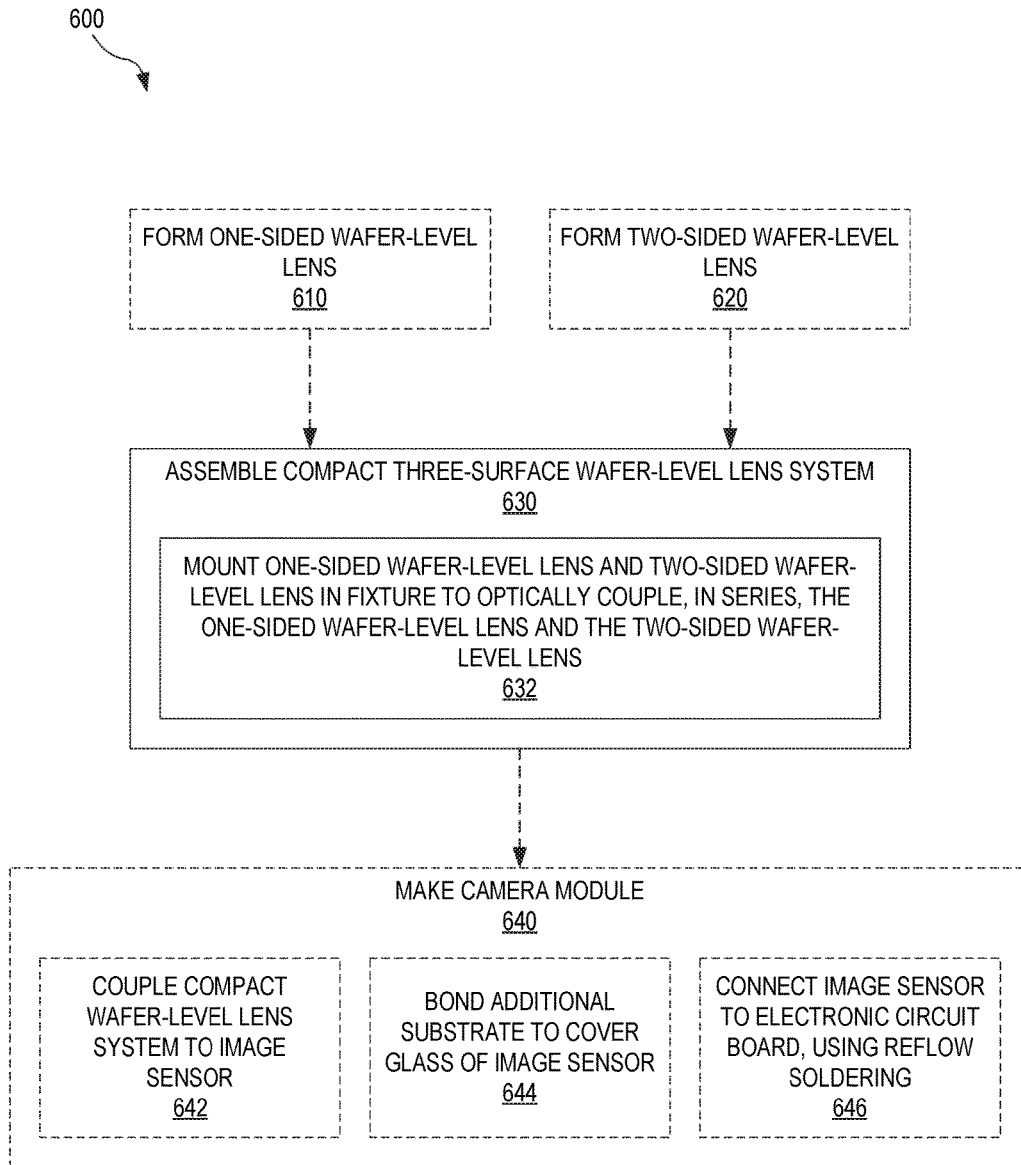 600
FORM ONE-SIDED WAFER-LEVEL
LENS
610
FORM TWO-SIDED WAFER-LEVEL
LENS
620
ASSEMBLE COMPACT THREE-SURFACE WAFER-LEVEL LENS SYSTEM
630
MOUNT ONE-SIDED WAFER-LEVEL LENS AND TWO-SIDED WAFER-
LEVEL LENS IN FIXTURE TO OPTICALLY COUPLE, IN SERIES, THE
ONE-SIDED WAFER-LEVEL LENS AND THE TWO-SIDED WAFER-
LEVEL LENS
632
MAKE CAMERA MODULE
640
COUPLE COMPACT
WAFER-LEVEL LENS
SYSTEM TO IMAGE
SENSOR
642
BOND ADDITIONAL
SUBSTRATE TO COVER
GLASS OF IMAGE SENSOR
644
CONNECT IMAGE SENSOR
TO ELECTRONIC CIRCUIT
BOARD, USING REFLOW
SOLDERING
646